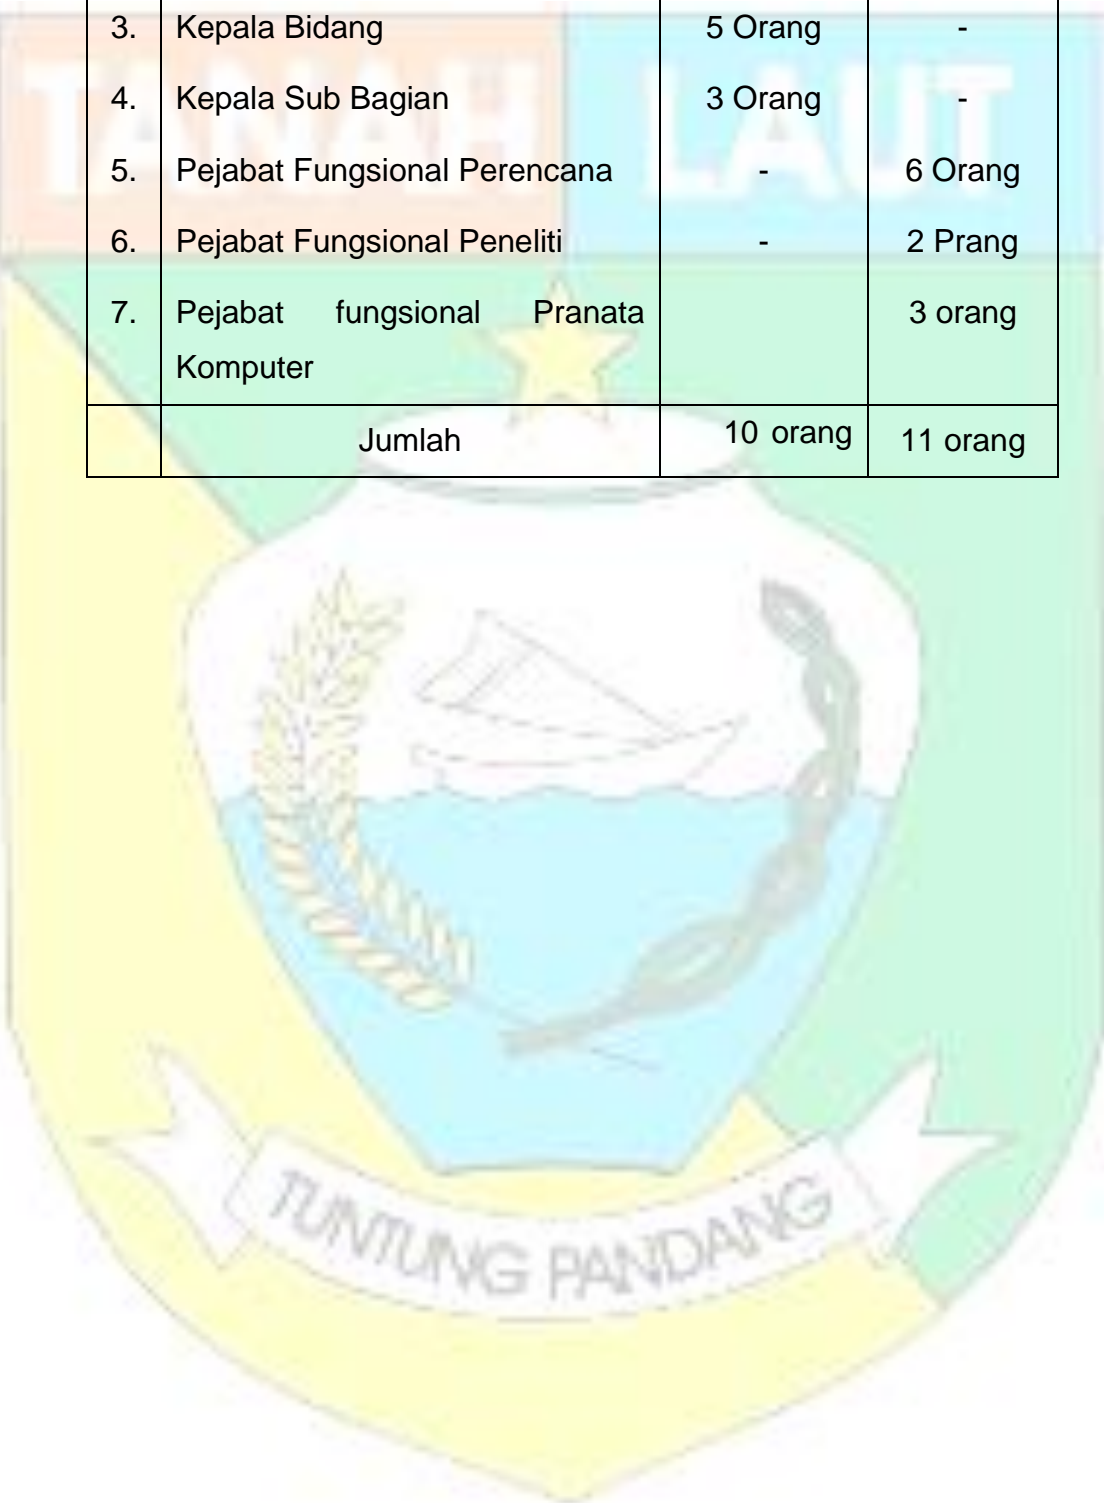 TANAH LAUT
3. Kepala Bidang 5 Orang -
4. Kepala Sub Bagian 3 Orang -
5. Pejabat Fungsional Perencana - 6 Orang
6. Pejabat Fungsional Peneliti - 2 Prang
7. Pejabat fungsional Pranata 3 orang
Komputer
Jumlah 10 orang 11 orang
TUNTUNG PANDANG